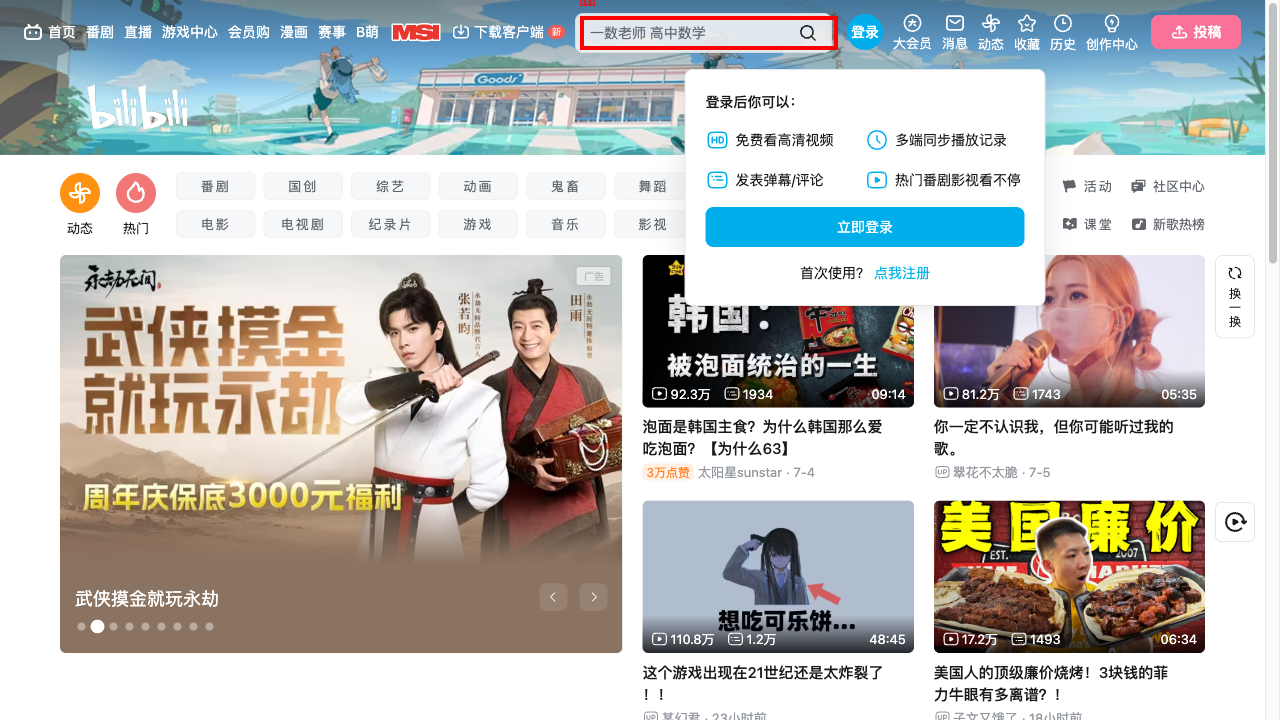 首页 番剧 直播 游戏中心 会员购 漫画 赛事 B萌 MSI 下载客户端 新
一数老师 高中数学
登录 大会员 消息 动态 收藏 历史 创作中心 投稿
bilibili
Goods
登录后你可以：
免费看高清视频 多端同步播放记录
发表弹幕/评论 热门番剧影视看不停
立即登录
首次使用？ 点我注册
动态 热门
番剧 国创 综艺 动画 鬼畜 舞蹈
电影 电视剧 纪录片 游戏 音乐 影视
活动 社区中心
课堂 新歌热榜
永劫无间
广告
武侠摸金
就玩永劫
张若昀
田雨
周年庆保底3000元福利
武侠摸金就玩永劫
韩国：
被泡面统治的一生
92.3万 1934 09:14
泡面是韩国主食？为什么韩国那么爱
吃泡面？【为什么63】
3万点赞 太阳星sunstar · 7-4
81.2万 1743 05:35
你一定不认识我，但你可能听过我的
歌。
UP 翠花不太脆 · 7-5
换一换
想吃可乐饼...
110.8万 1.2万 48:45
这个游戏出现在21世纪还是太炸裂了
！！
UP 某幻君 · 23小时前
美国廉价
EST. 2007
17.2万 1493 06:34
美国人的顶级廉价烧烤！3块钱的菲
力牛眼有多离谱？！
UP 子文又饿了 · 18小时前